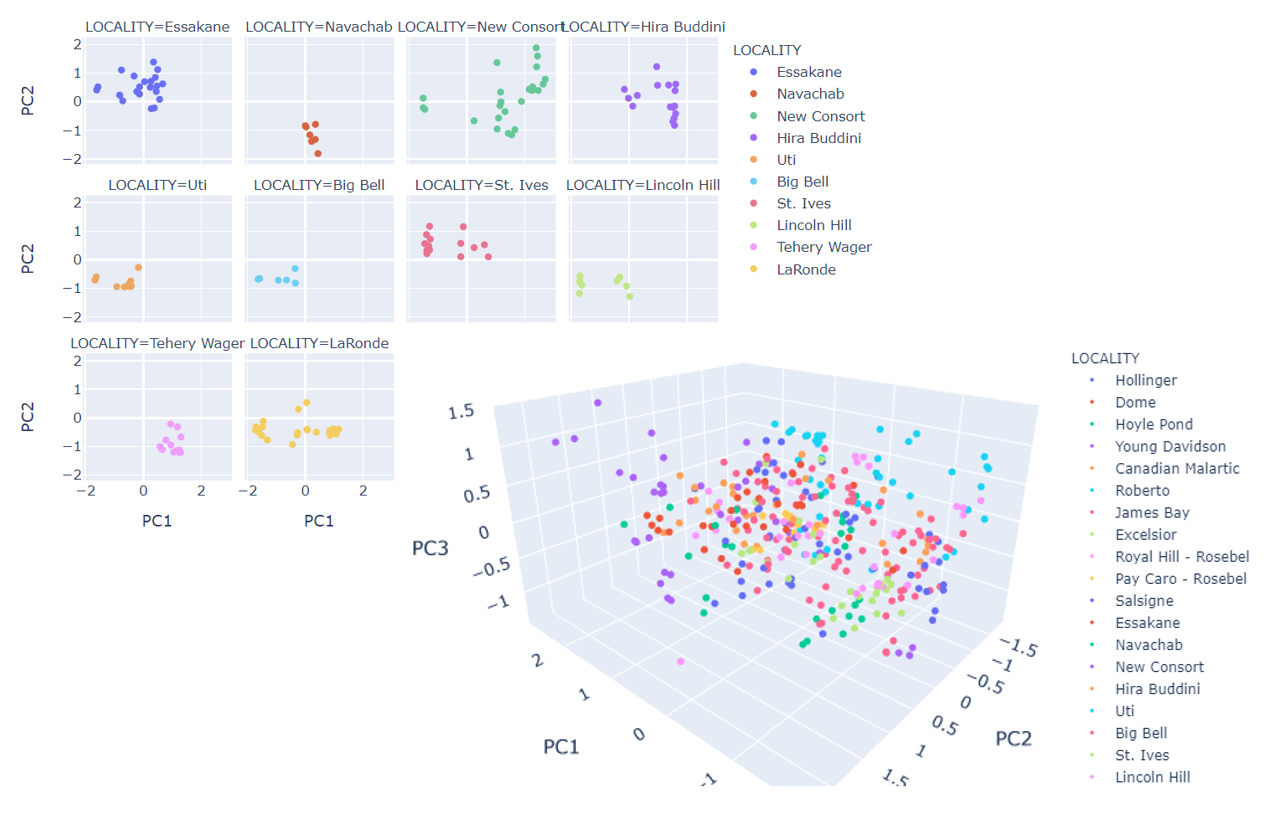 LOCALITY=Essakane LOCALITY=Navachab LOCALITY=New Consort LOCALITY=Hira Buddini
2
1
0
−1
−2
PC2
LOCALITY=Uti LOCALITY=Big Bell LOCALITY=St. Ives LOCALITY=Lincoln Hill
2
1
0
−1
−2
PC2
LOCALITY=Tehery Wager LOCALITY=LaRonde
2
1
0
−1
−2
PC2
−2 0 2 −2 0 2
PC1 PC1
LOCALITY
Essakane
Navachab
New Consort
Hira Buddini
Uti
Big Bell
St. Ives
Lincoln Hill
Tehery Wager
LaRonde
1.5
1
0.5
0
−0.5
−1
PC3
2
1
0
−1
PC1
−1.5
−1
−0.5
0
0.5
1
1.5
PC2
LOCALITY
Hollinger
Dome
Hoyle Pond
Young Davidson
Canadian Malartic
Roberto
James Bay
Excelsior
Royal Hill - Rosebel
Pay Caro - Rosebel
Salsigne
Essakane
Navachab
New Consort
Hira Buddini
Uti
Big Bell
St. Ives
Lincoln Hill